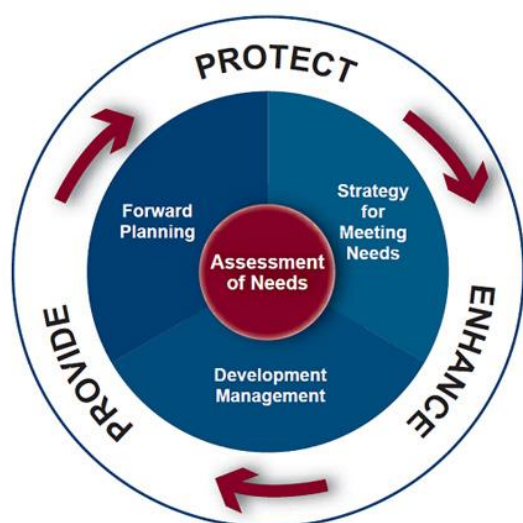 PROTECT
Forward
Planning
Strategy
for
Meeting
Needs
Assessment
of Needs
Development
Management
ENHANCE
PROVIDE